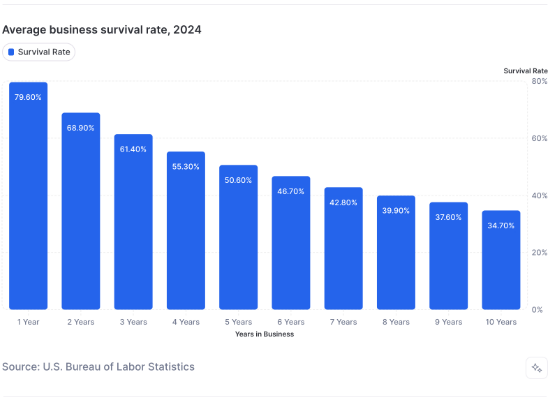 Average business survival rate, 2024
Survival Rate
Survival Rate
80%
60%
40%
20%
0%
79.60%
68.90%
61.40%
55.30%
50.60%
46.70%
42.80%
39.90%
37.60%
34.70%
1 Year
2 Years
3 Years
4 Years
5 Years
6 Years
7 Years
8 Years
9 Years
10 Years
Years in Business
Source: U.S. Bureau of Labor Statistics